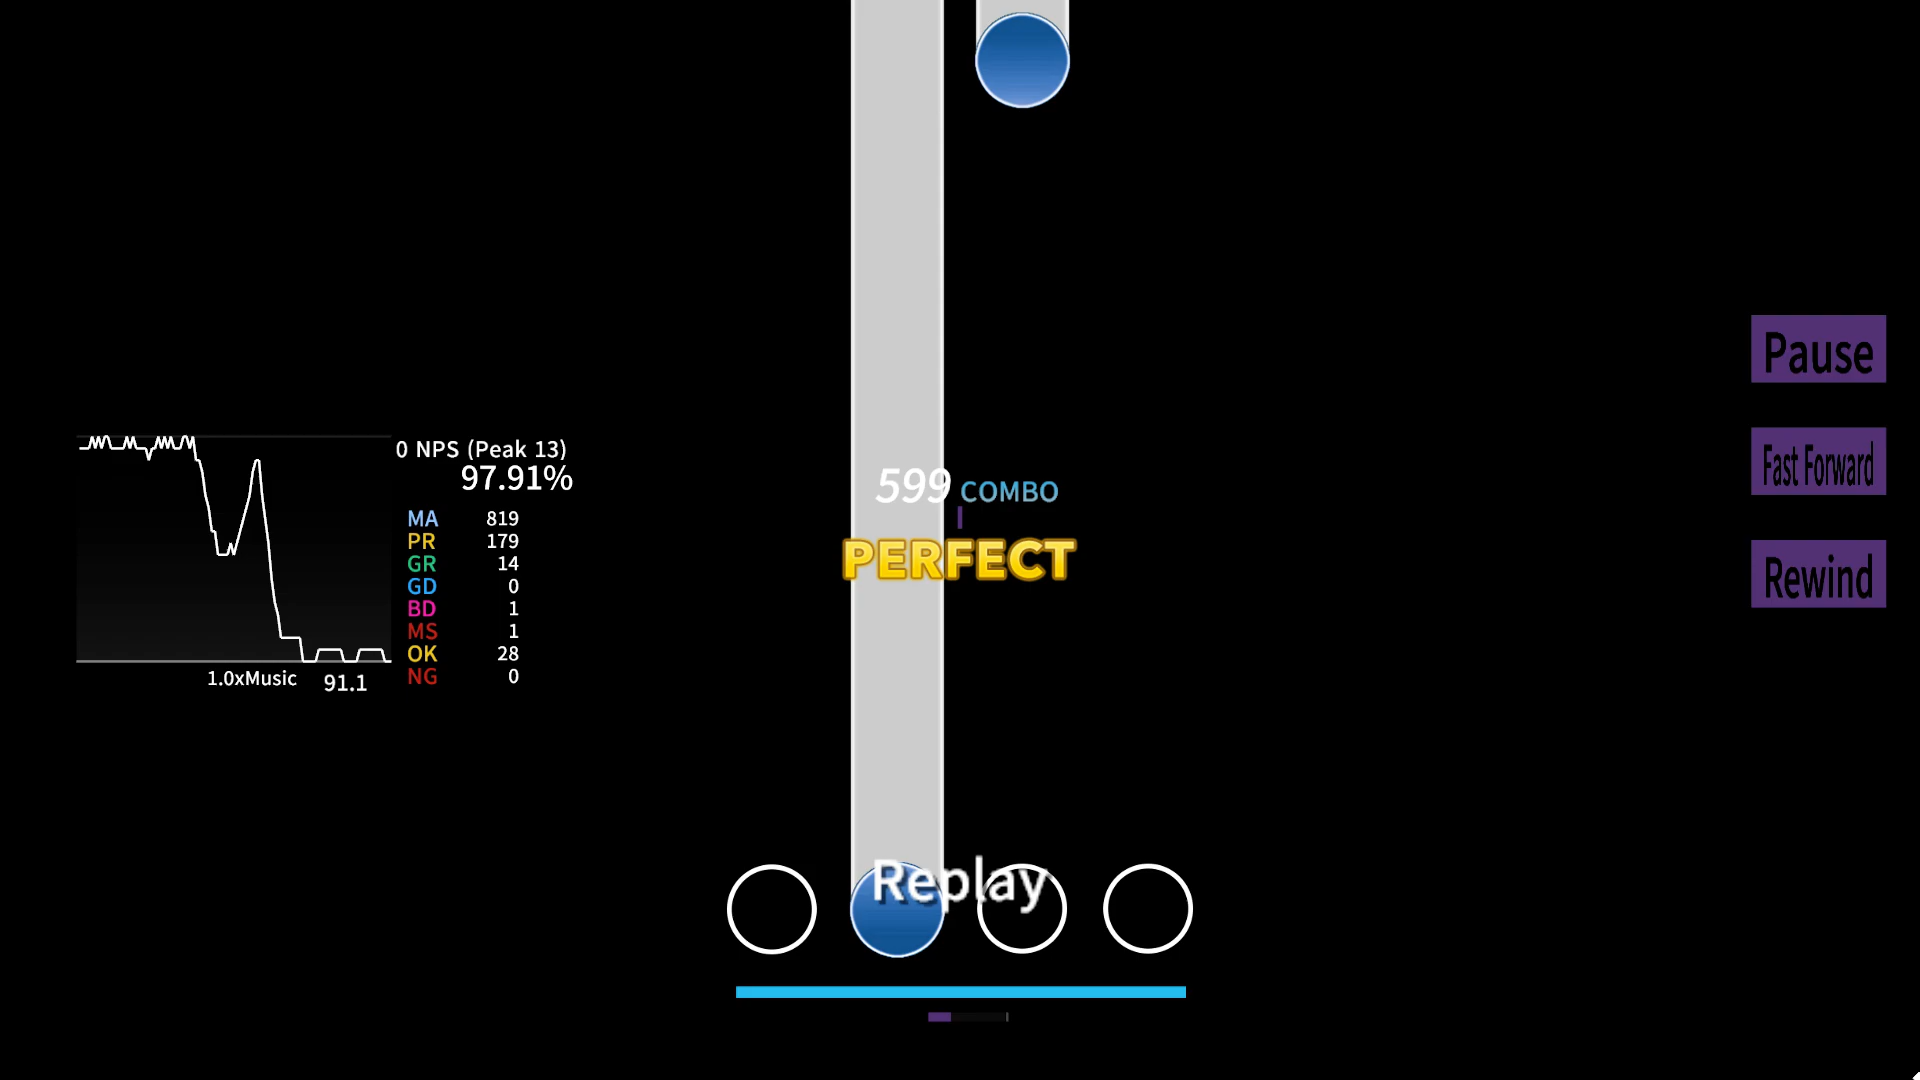 0 NPS (Peak 13)
97.91%
MA 819
PR 179
GR 14
GD 0
BD 1
MS 1
OK 28
NG 0
1.0xMusic 91.1
599 COMBO
PERFECT
Replay
Pause
Fast Forward
Rewind